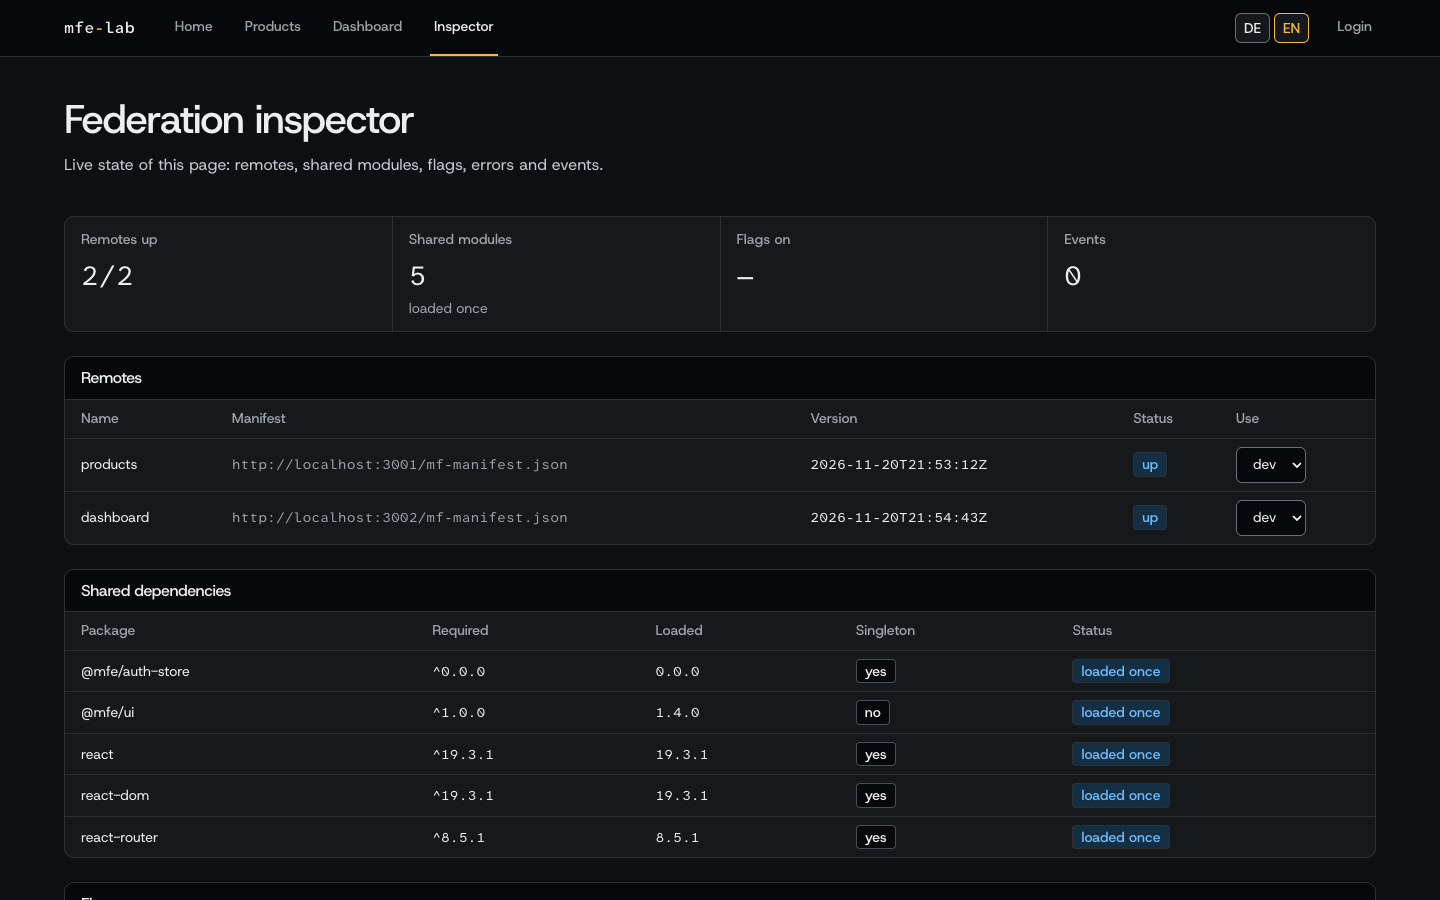 mfe-lab Home Products Dashboard Inspector DE EN Login
Federation inspector
Live state of this page: remotes, shared modules, flags, errors and events.
Remotes up Shared modules Flags on Events
2/2 5 — 0
loaded once
Remotes
Name Manifest Version Status Use
products http://localhost:3001/mf-manifest.json 2026-11-20T21:53:12Z up dev
dashboard http://localhost:3002/mf-manifest.json 2026-11-20T21:54:43Z up dev
Shared dependencies
Package Required Loaded Singleton Status
@mfe/auth-store ^0.0.0 0.0.0 yes loaded once
@mfe/ui ^1.0.0 1.4.0 no loaded once
react ^19.3.1 19.3.1 yes loaded once
react-dom ^19.3.1 19.3.1 yes loaded once
react-router ^8.5.1 8.5.1 yes loaded once